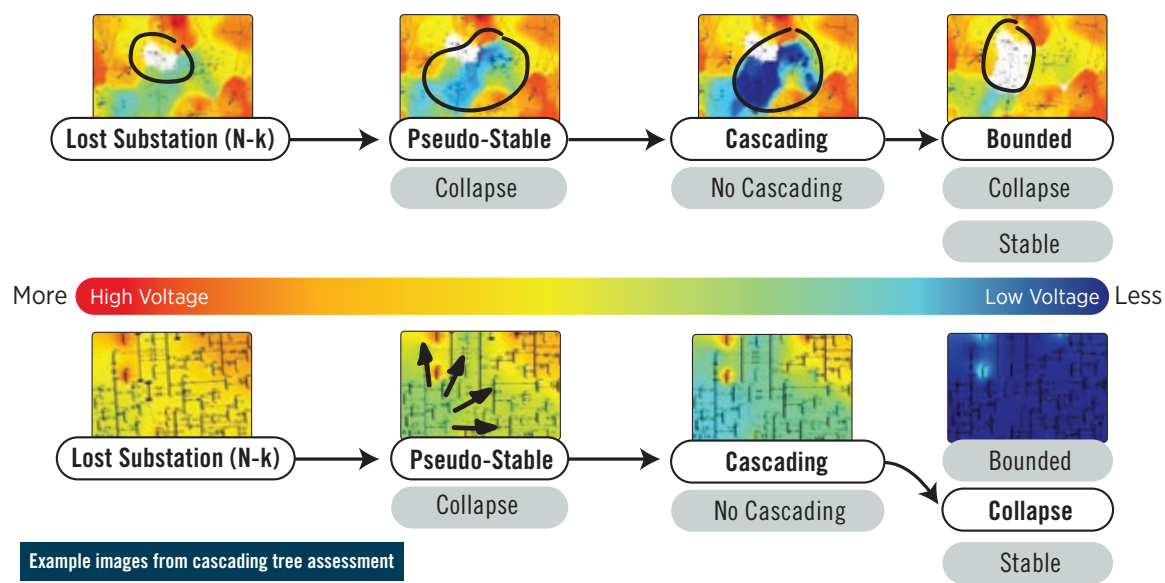 Lost Substation (N-k)
Pseudo-Stable
Cascading
Bounded
Collapse
No Cascading
Collapse
Stable
More
High Voltage
Low Voltage
Less
Lost Substation (N-k)
Pseudo-Stable
Cascading
Bounded
Collapse
No Cascading
Collapse
Stable
Example images from cascading tree assessment